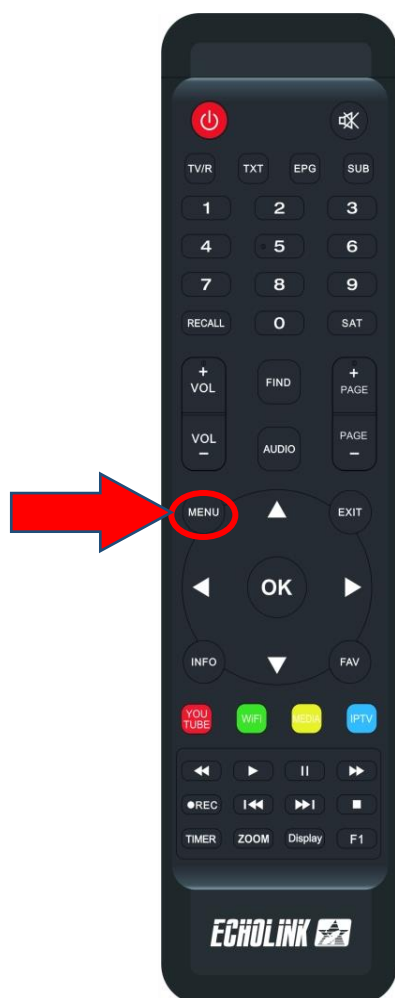 TV/R TXT EPG SUB
1 2 3
4 5 6
7 8 9
RECALL 0 SAT
+ VOL FIND + PAGE
VOL - AUDIO PAGE -
MENU EXIT
OK
INFO FAV
YOU TUBE WiFi MEDIA IPTV
●REC
TIMER ZOOM Display F1
ECHOLINK